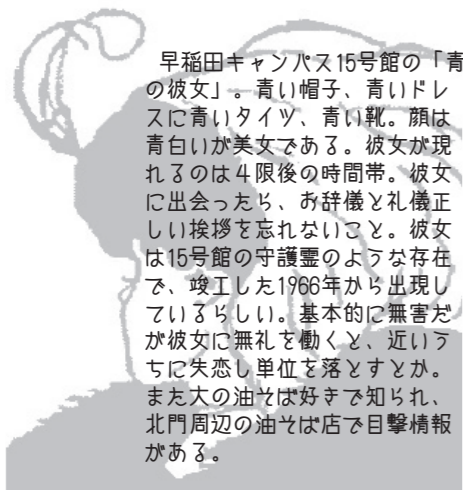 早稲田キャンパス15号館の「青
の彼女」。青い帽子、青いドレ
スに青いタイツ、青い靴。顔は
青白いが美女である。彼女が現
れるのは４限後の時間帯。彼女
に出会ったら、お辞儀と礼儀正
しい挨拶を忘れないこと。彼女
は15号館の守護霊のような存在
で、竣工した1966年から出現し
ているらしい。基本的に無害だ
が彼女に無礼を働くと、近いう
ちに失恋し単位を落とすとか。
また大の油そば好きで知られ、
北門周辺の油そば店で目撃情報
がある。